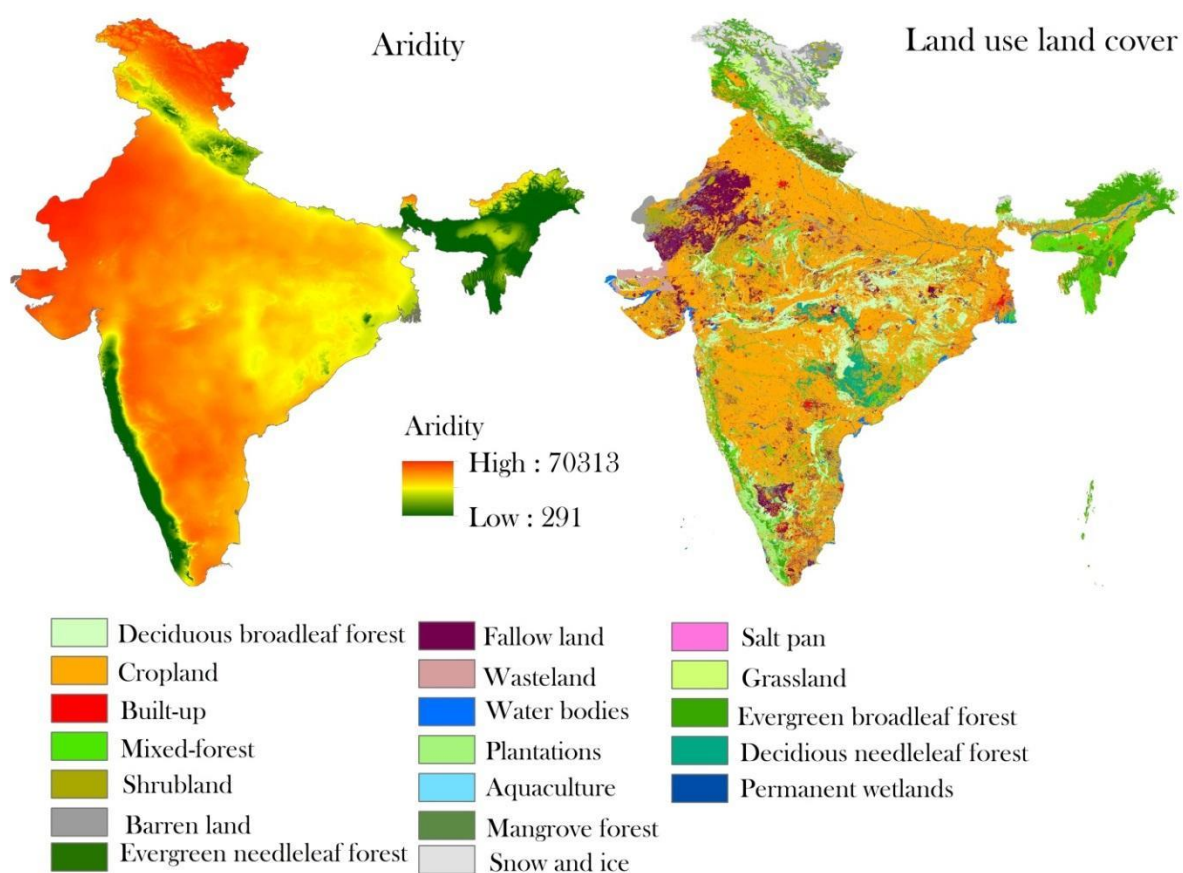 Aridity
Land use land cover
Aridity
High : 70313
Low : 291
Deciduous broadleaf forest
Cropland
Built-up
Mixed-forest
Shrubland
Barren land
Evergreen needleleaf forest
Fallow land
Wasteland
Water bodies
Plantations
Aquaculture
Mangrove forest
Snow and ice
Salt pan
Grassland
Evergreen broadleaf forest
Decidious needleleaf forest
Permanent wetlands